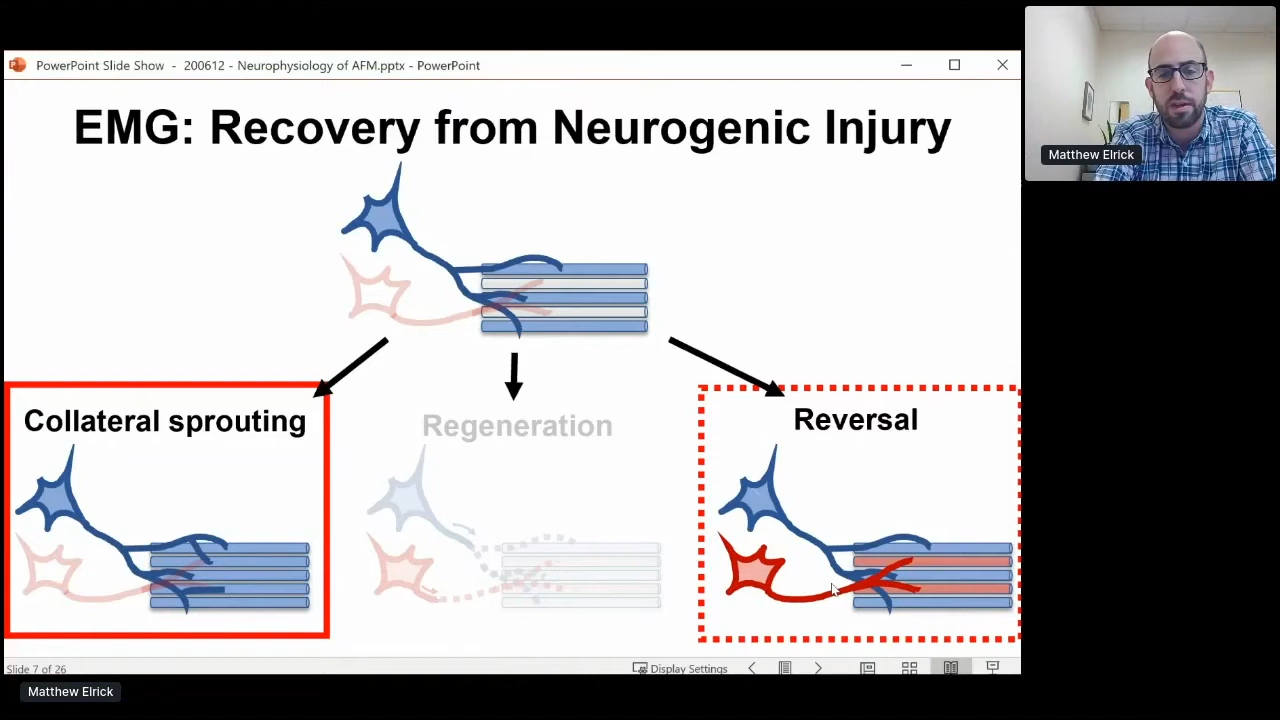 PowerPoint Slide Show - 200612 - Neurophysiology of AFM.pptx - PowerPoint
EMG: Recovery from Neurogenic Injury
Matthew Elrick
Collateral sprouting
Regeneration
Reversal
Slide 7 of 26
Display Settings
Matthew Elrick